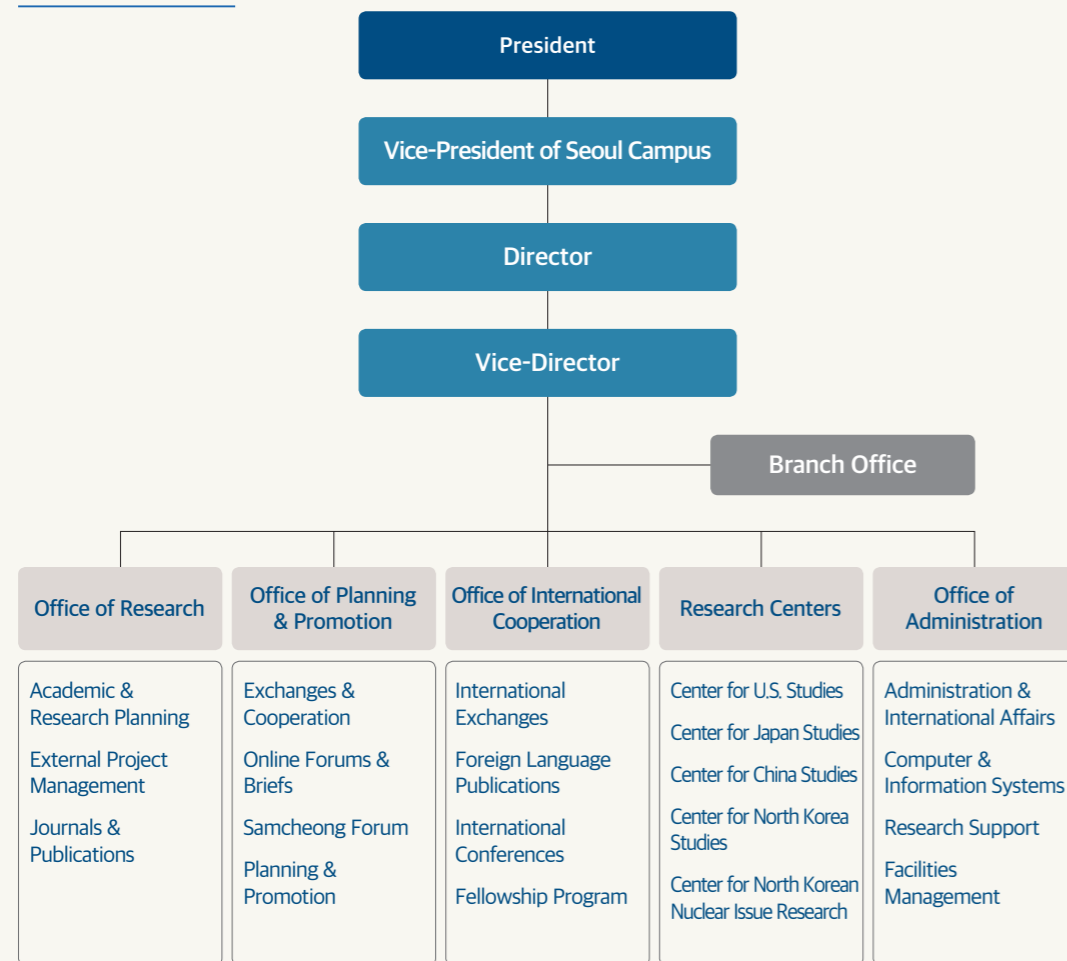 President
Vice-President of Seoul Campus
Director
Vice-Director
Branch Office
Office of Research
Office of Planning
& Promotion
Office of International
Cooperation
Research Centers
Office of
Administration
Academic &
Research Planning
External Project
Management
Journals &
Publications
Exchanges &
Cooperation
Online Forums &
Briefs
Samcheong Forum
Planning &
Promotion
International
Exchanges
Foreign Language
Publications
International
Conferences
Fellowship Program
Center for U.S. Studies
Center for Japan Studies
Center for China Studies
Center for North Korea
Studies
Center for North Korean
Nuclear Issue Research
Administration &
International Affairs
Computer &
Information Systems
Research Support
Facilities
Management